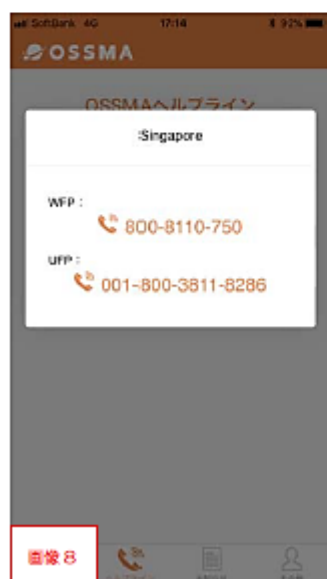 SoftBank 4G 17:14 92%
OSSMA
OSSMAヘルプライン
:Singapore
WFP :
800-8110-750
UFP :
001-800-3811-8286
画像8